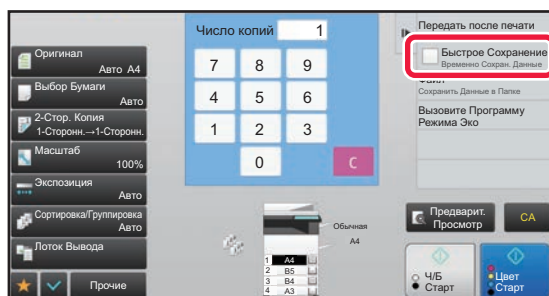 Оригинал
Авто A4
Выбор Бумаги
Авто
2-Стор. Копия
1-Сторонн.→1-Сторонн.
Масштаб
100%
Экспозиция
Авто
Сортировка/Группировка
Авто
Лоток Вывода
Прочие
Число копий 1
7 8 9
4 5 6
1 2 3
0 C
Обычная
A4
1 A4
2 B5
3 B4
4 A3
Передать после печати
Быстрое Сохранение
Временно Сохран. Данные
Файл
Сохранить Данные в Папке
Вызовите Программу
Режима Эко
Предварит.
Просмотр
CA
Ч/Б
Старт
Цвет
Старт